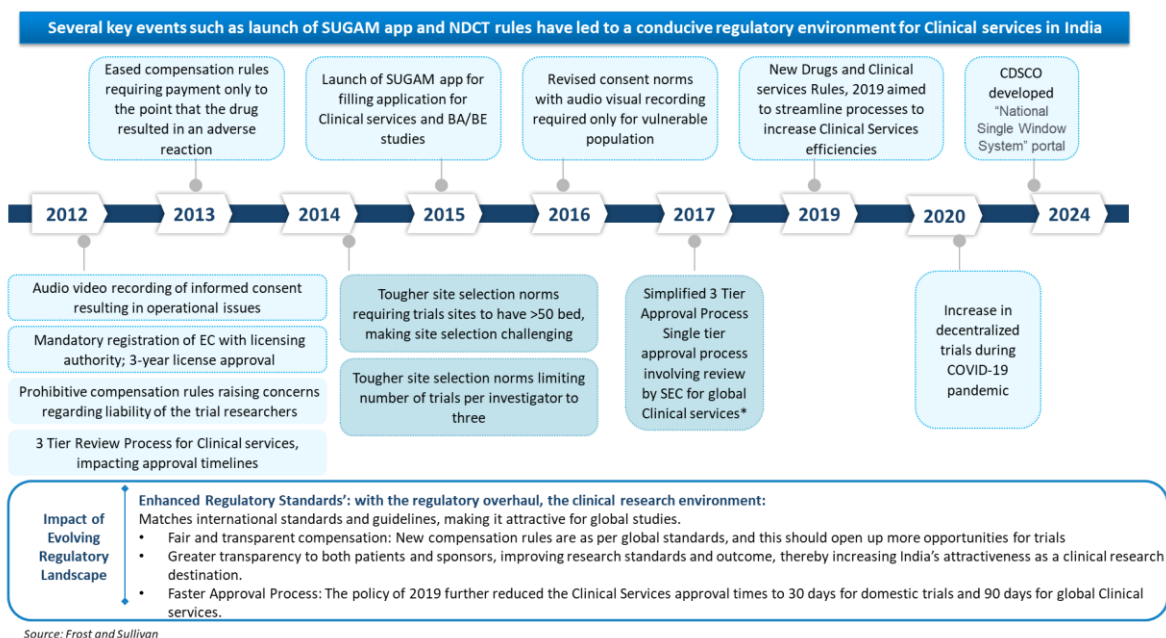 Several key events such as launch of SUGAM app and NDCT rules have led to a conducive regulatory environment for Clinical services in India
Eased compensation rules
requiring payment only to
the point that the drug
resulted in an adverse
reaction
Launch of SUGAM app for
filling application for
Clinical services and BA/BE
studies
Revised consent norms
with audio visual recording
required only for vulnerable
population
New Drugs and Clinical
services Rules, 2019 aimed
to streamline processes to
increase Clinical Services
efficiencies
CDSCO
developed
“National
Single Window
System” portal
2012
2013
2014
2015
2016
2017
2019
2020
2024
Audio video recording of informed consent
resulting in operational issues
Mandatory registration of EC with licensing
authority; 3-year license approval
Prohibitive compensation rules raising concerns
regarding liability of the trial researchers
3 Tier Review Process for Clinical services,
impacting approval timelines
Tougher site selection norms
requiring trials sites to have >50 bed,
making site selection challenging
Tougher site selection norms limiting
number of trials per investigator to
three
Simplified 3 Tier
Approval Process
Single tier
approval process
involving review
by SEC for global
Clinical services*
Increase in
decentralized
trials during
COVID-19
pandemic
Impact of
Evolving
Regulatory
Landscape
Enhanced Regulatory Standards’: with the regulatory overhaul, the clinical research environment:
Matches international standards and guidelines, making it attractive for global studies.
• Fair and transparent compensation: New compensation rules are as per global standards, and this should open up more opportunities for trials
• Greater transparency to both patients and sponsors, improving research standards and outcome, thereby increasing India’s attractiveness as a clinical research
destination.
• Faster Approval Process: The policy of 2019 further reduced the Clinical Services approval times to 30 days for domestic trials and 90 days for global Clinical
services.
Source: Frost and Sullivan